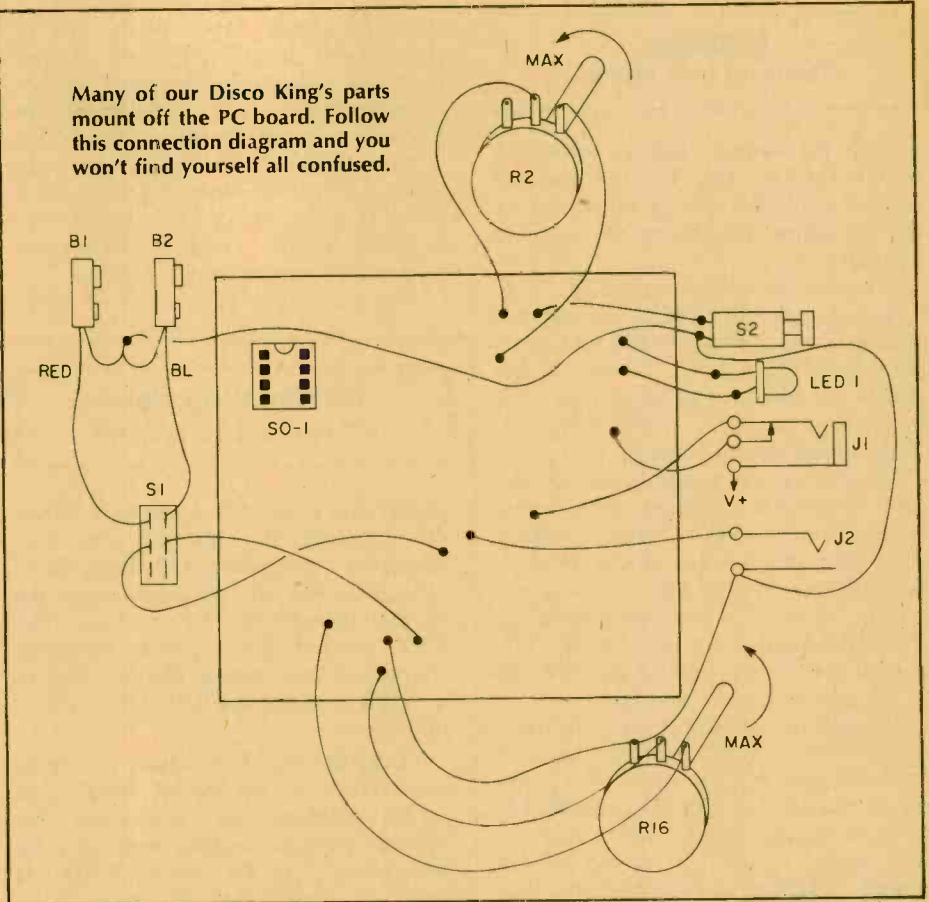 Many of our Disco King's parts
mount off the PC board. Follow
this connection diagram and you
won't find yourself all confused.
MAX
R2
B1
B2
RED
BL
SO-1
S2
LED 1
J1
V+
S1
J2
MAX
R16